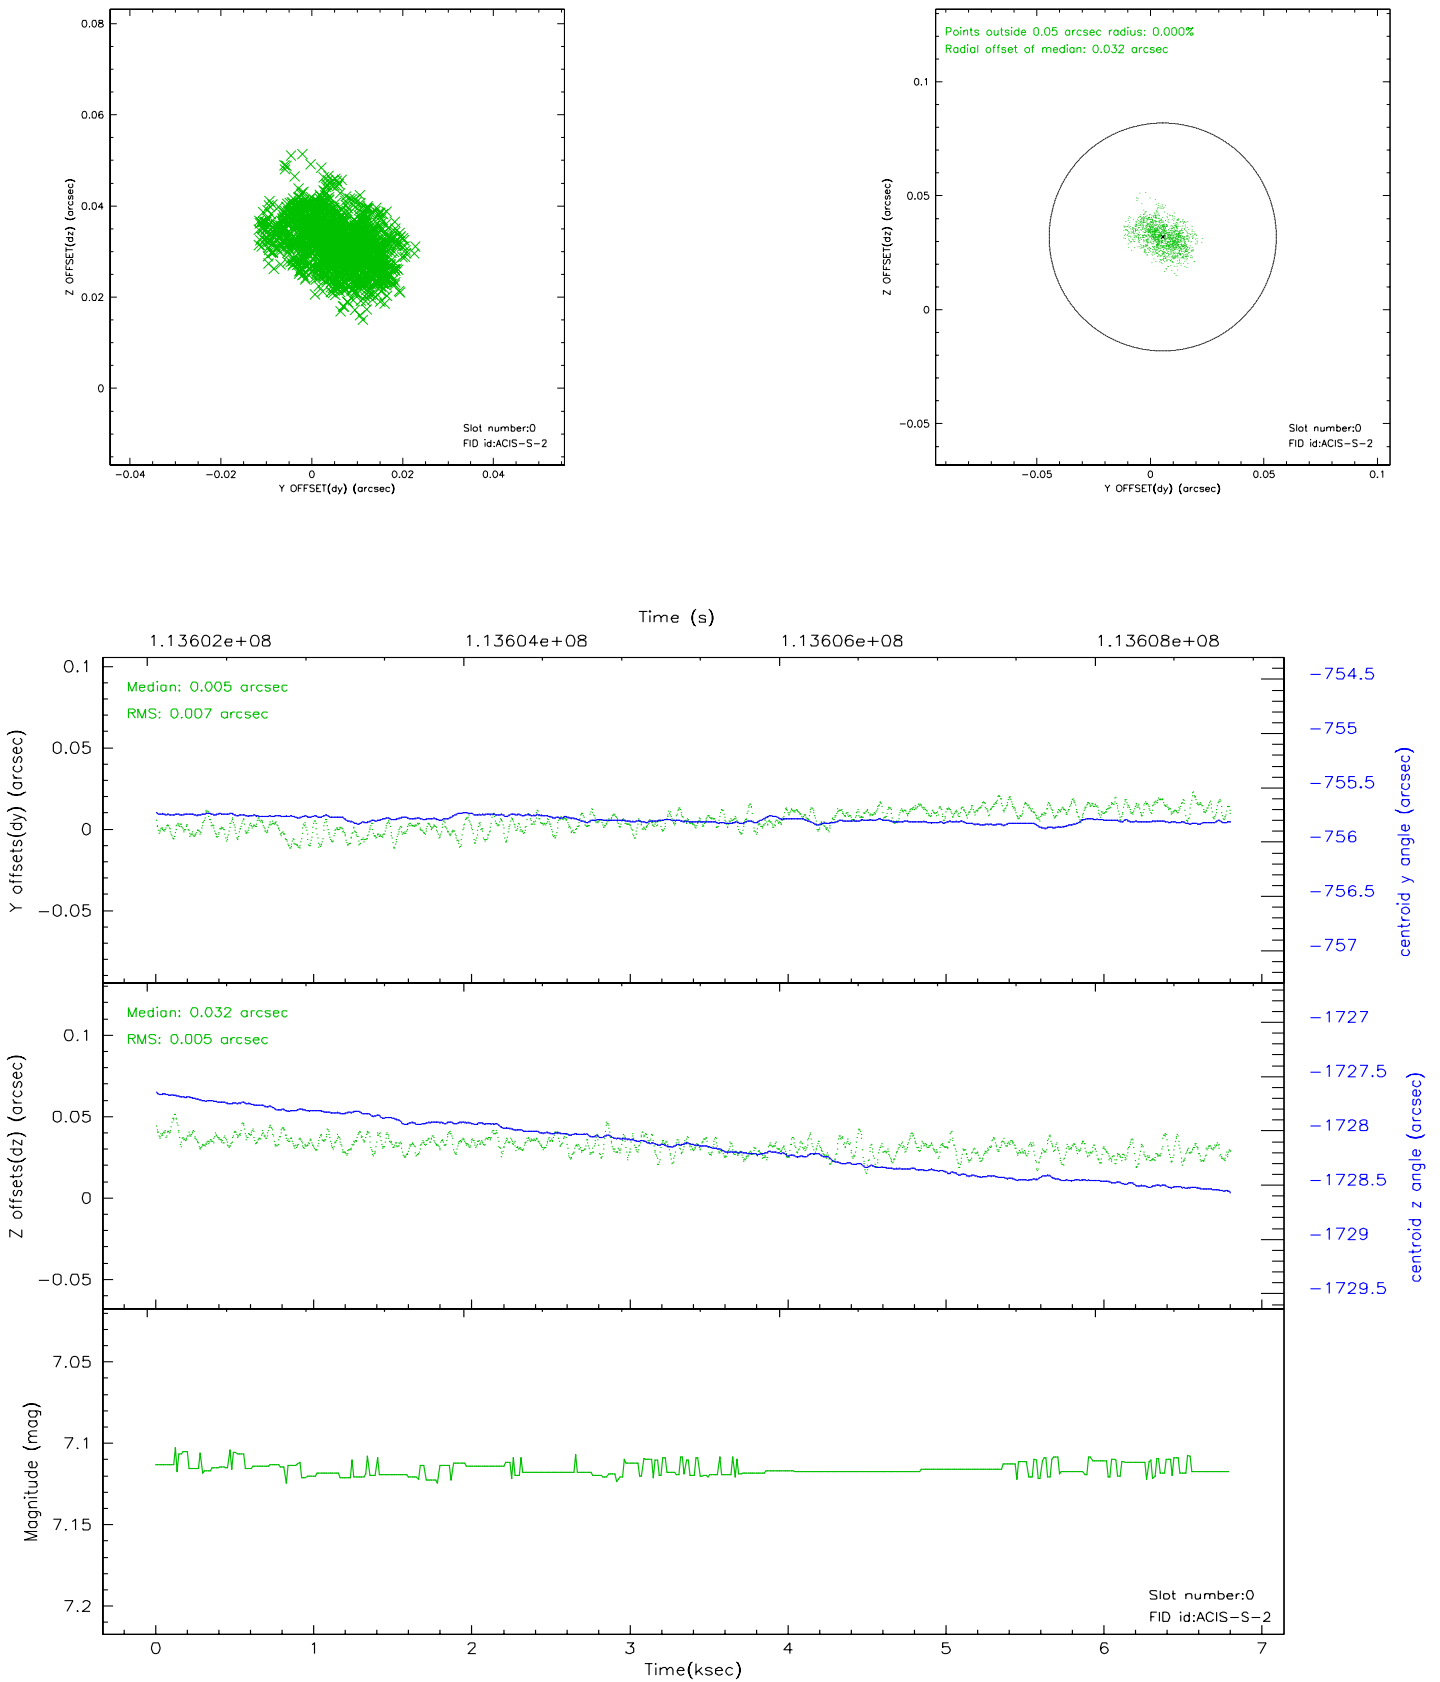 0.08
0.06
0.04
0.02
0
Z OFFSET(dz) (arcsec)
Slot number:0
FID id:ACIS-S-2
-0.04 -0.02 0 0.02 0.04
Y OFFSET(dy) (arcsec)
Points outside 0.05 arcsec radius: 0.000%
Radial offset of median: 0.032 arcsec
0.1
0.05
0
-0.05
Z OFFSET(dz) (arcsec)
Slot number:0
FID id:ACIS-S-2
-0.05 0 0.05 0.1
Y OFFSET(dy) (arcsec)
Time (s)
1.13602e+08 1.13604e+08 1.13606e+08 1.13608e+08
Median: 0.005 arcsec
RMS: 0.007 arcsec
0.1
0.05
0
-0.05
Y offsets(dy) (arcsec)
-754.5
-755
-755.5
-756
-756.5
-757
centroid y angle (arcsec)
Median: 0.032 arcsec
RMS: 0.005 arcsec
0.1
0.05
0
-0.05
Z offsets(dz) (arcsec)
-1727
-1727.5
-1728
-1728.5
-1729
-1729.5
centroid z angle (arcsec)
7.05
7.1
7.15
7.2
Magnitude (mag)
Slot number:0
FID id:ACIS-S-2
0 1 2 3 4 5 6 7
Time(ksec)